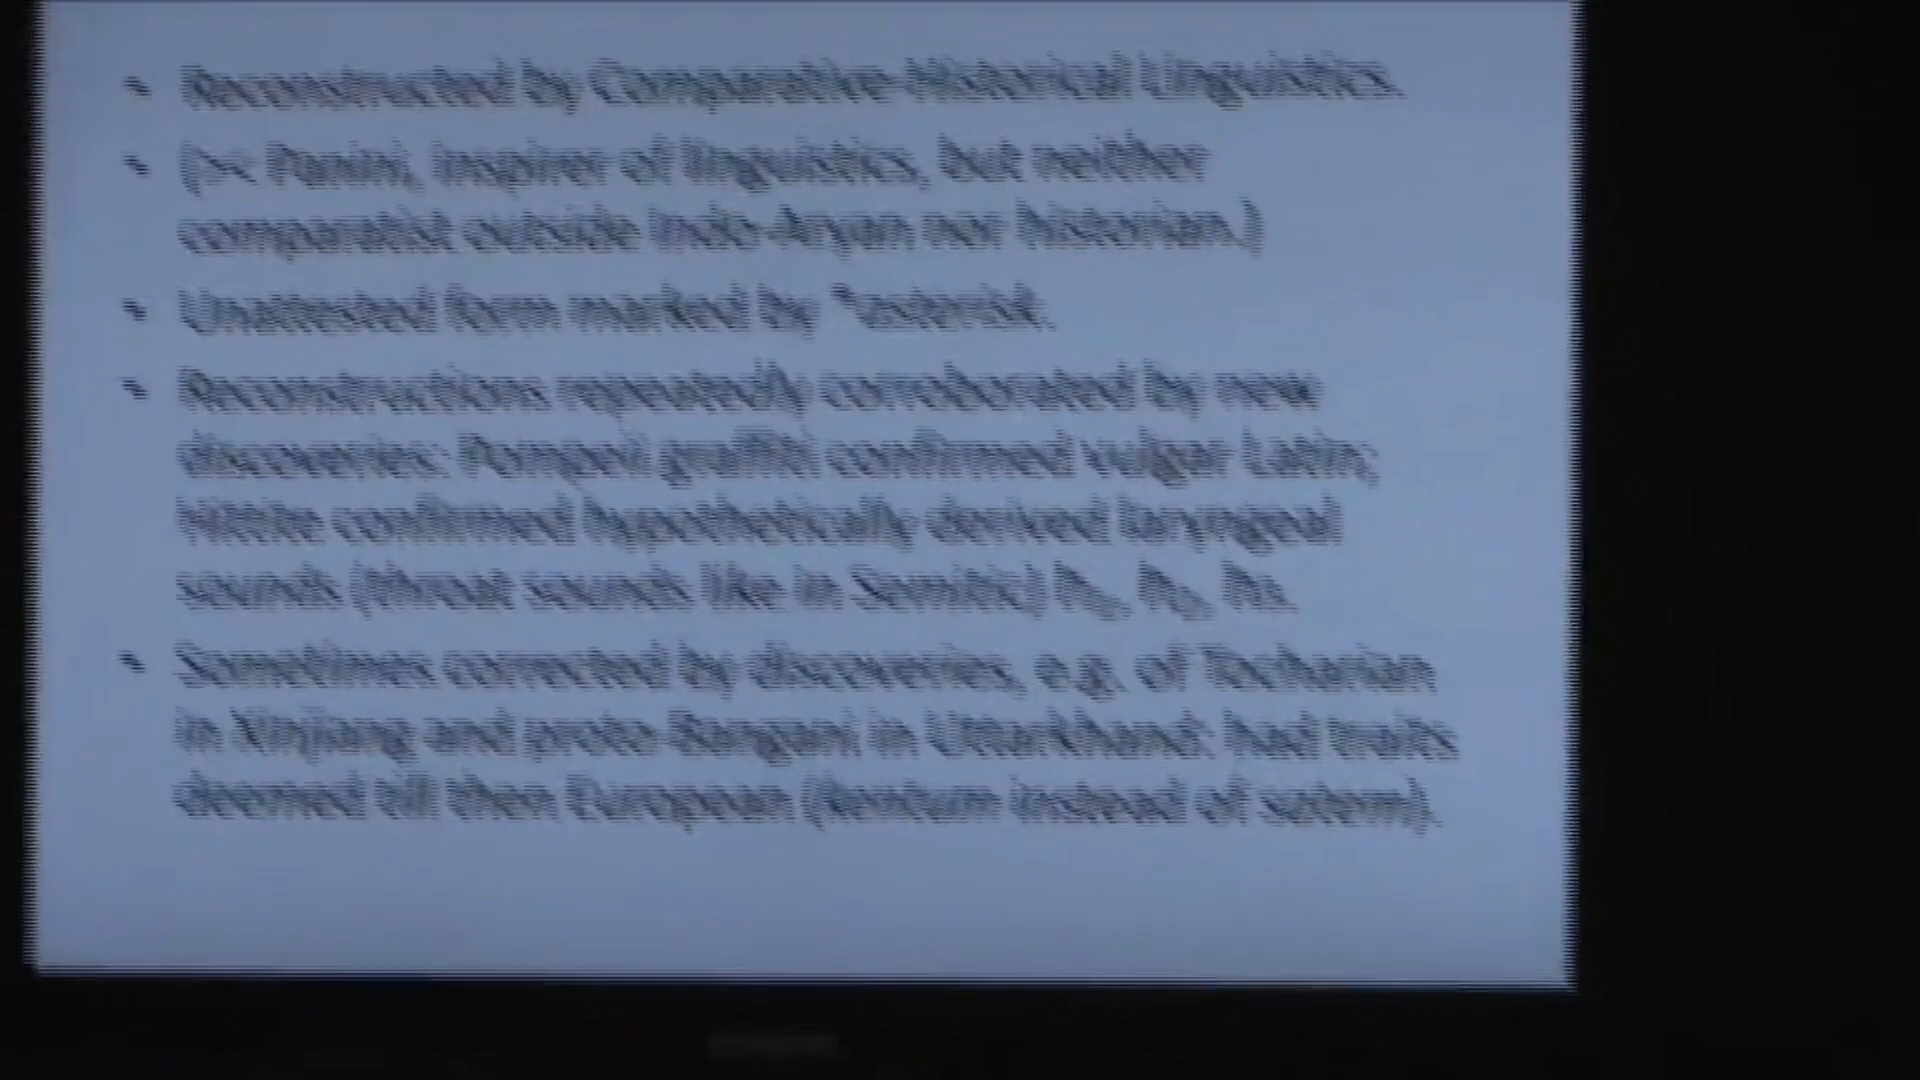 • Reconstructed by Comparative-Historical Linguistics.
• (>< Panini, inspirer of linguistics, but neither
comparatist outside Indo-Aryan nor historian.)
• Unattested form marked by *asterisk.
• Reconstructions repeatedly corroborated by new
discoveries: Pompeii graffiti confirmed vulgar Latin;
Hittite confirmed hypothetically derived laryngeal
sounds (throat sounds like in Semitic)
• Sometimes corrected by discoveries, e.g. of Tocharian
in Xinjiang and proto-Bangani in Uttarkhand: had traits
deemed till then European (kentum instead of satem).